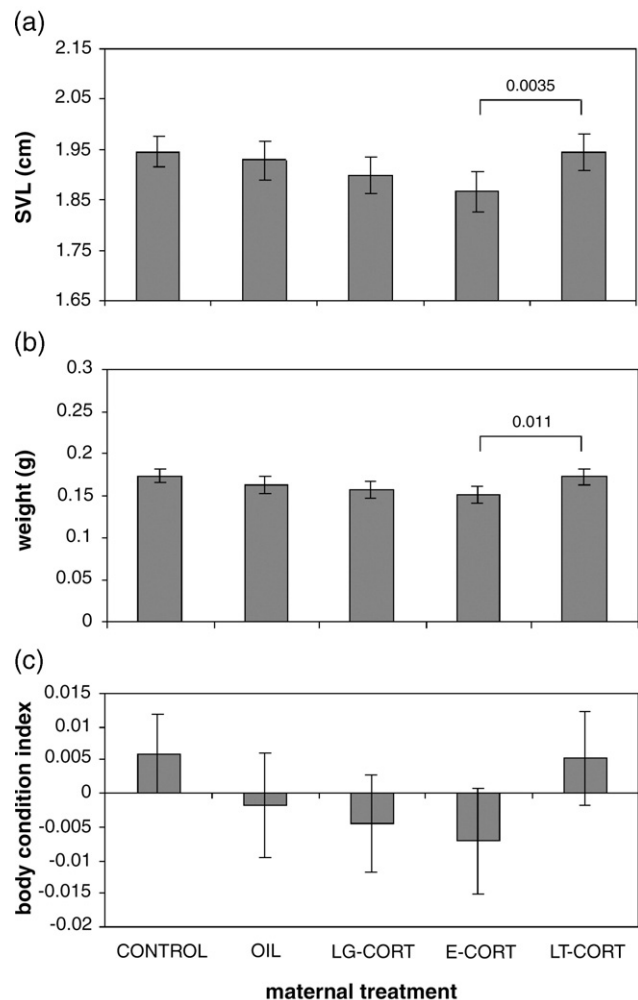 (a)
2.15
2.05
1.95
1.85
1.75
1.65
SVL (cm)
0.0035
(b)
0.3
0.25
0.2
0.15
0.1
0.05
0
weight (g)
0.011
(c)
0.015
0.01
0.005
0
-0.005
-0.01
-0.015
-0.02
body condition index
CONTROL OIL LG-CORT E-CORT LT-CORT
maternal treatment